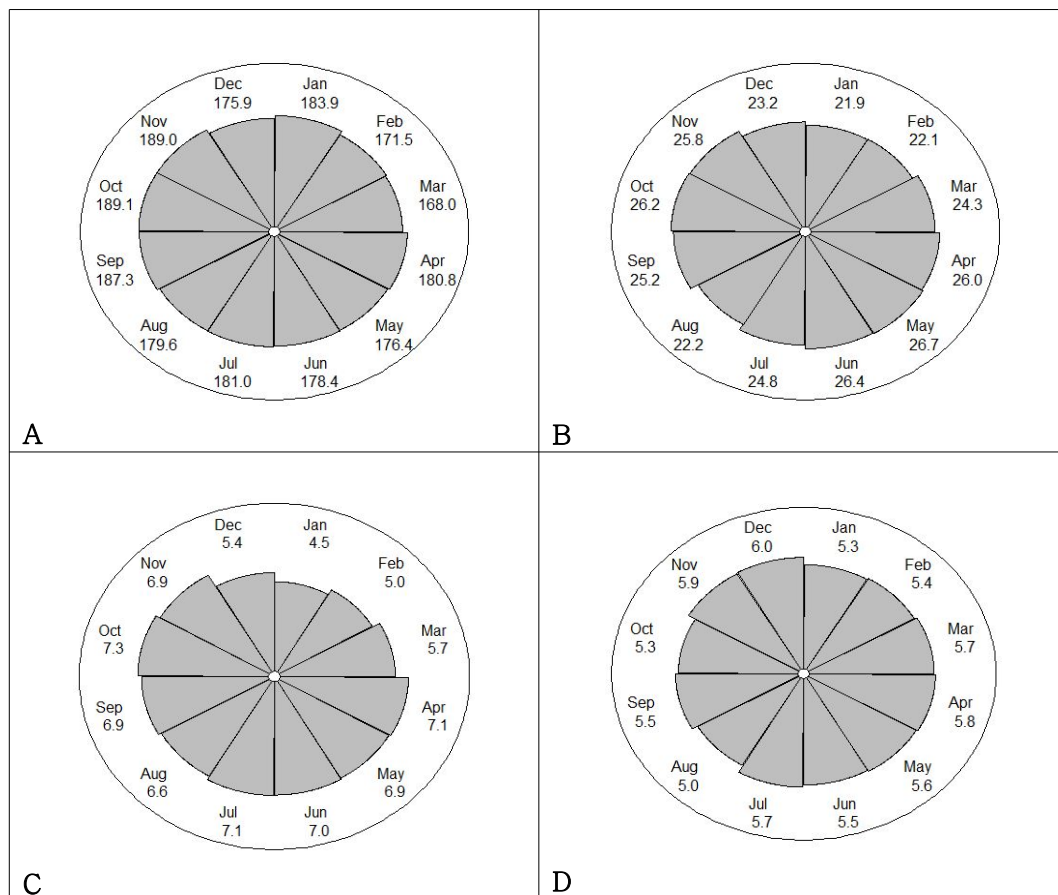 Dec
175.9
Jan
183.9
Feb
171.5
Mar
168.0
Apr
180.8
May
176.4
Jun
178.4
Jul
181.0
Aug
179.6
Sep
187.3
Oct
189.1
Nov
189.0
A
Dec
23.2
Jan
21.9
Feb
22.1
Mar
24.3
Apr
26.0
May
26.7
Jun
26.4
Jul
24.8
Aug
22.2
Sep
25.2
Oct
26.2
Nov
25.8
B
Dec
5.4
Jan
4.5
Feb
5.0
Mar
5.7
Apr
7.1
May
6.9
Jun
7.0
Jul
7.1
Aug
6.6
Sep
6.9
Oct
7.3
Nov
6.9
C
Dec
6.0
Jan
5.3
Feb
5.4
Mar
5.7
Apr
5.8
May
5.6
Jun
5.5
Jul
5.7
Aug
5.0
Sep
5.5
Oct
5.3
Nov
5.9
D